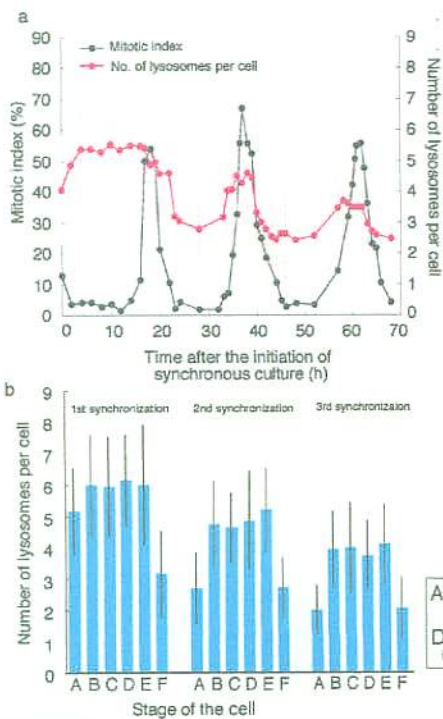 a
Mitotic index
No. of lysosomes per cell
Mitotic index (%)
90
80
70
60
50
40
30
20
10
0
9
8
7
6
5
4
3
2
1
0
Number of lysosomes per cell
0 10 20 30 40 50 60 70
Time after the initiation of
synchronous culture (h)
b
1st synchronization 2nd synchronization 3rd synchronizaion
Number of lysosomes per cell
9
8
7
6
5
4
3
2
1
0
A B C D E F A B C D E F A B C D E F
Stage of the cell
A
D